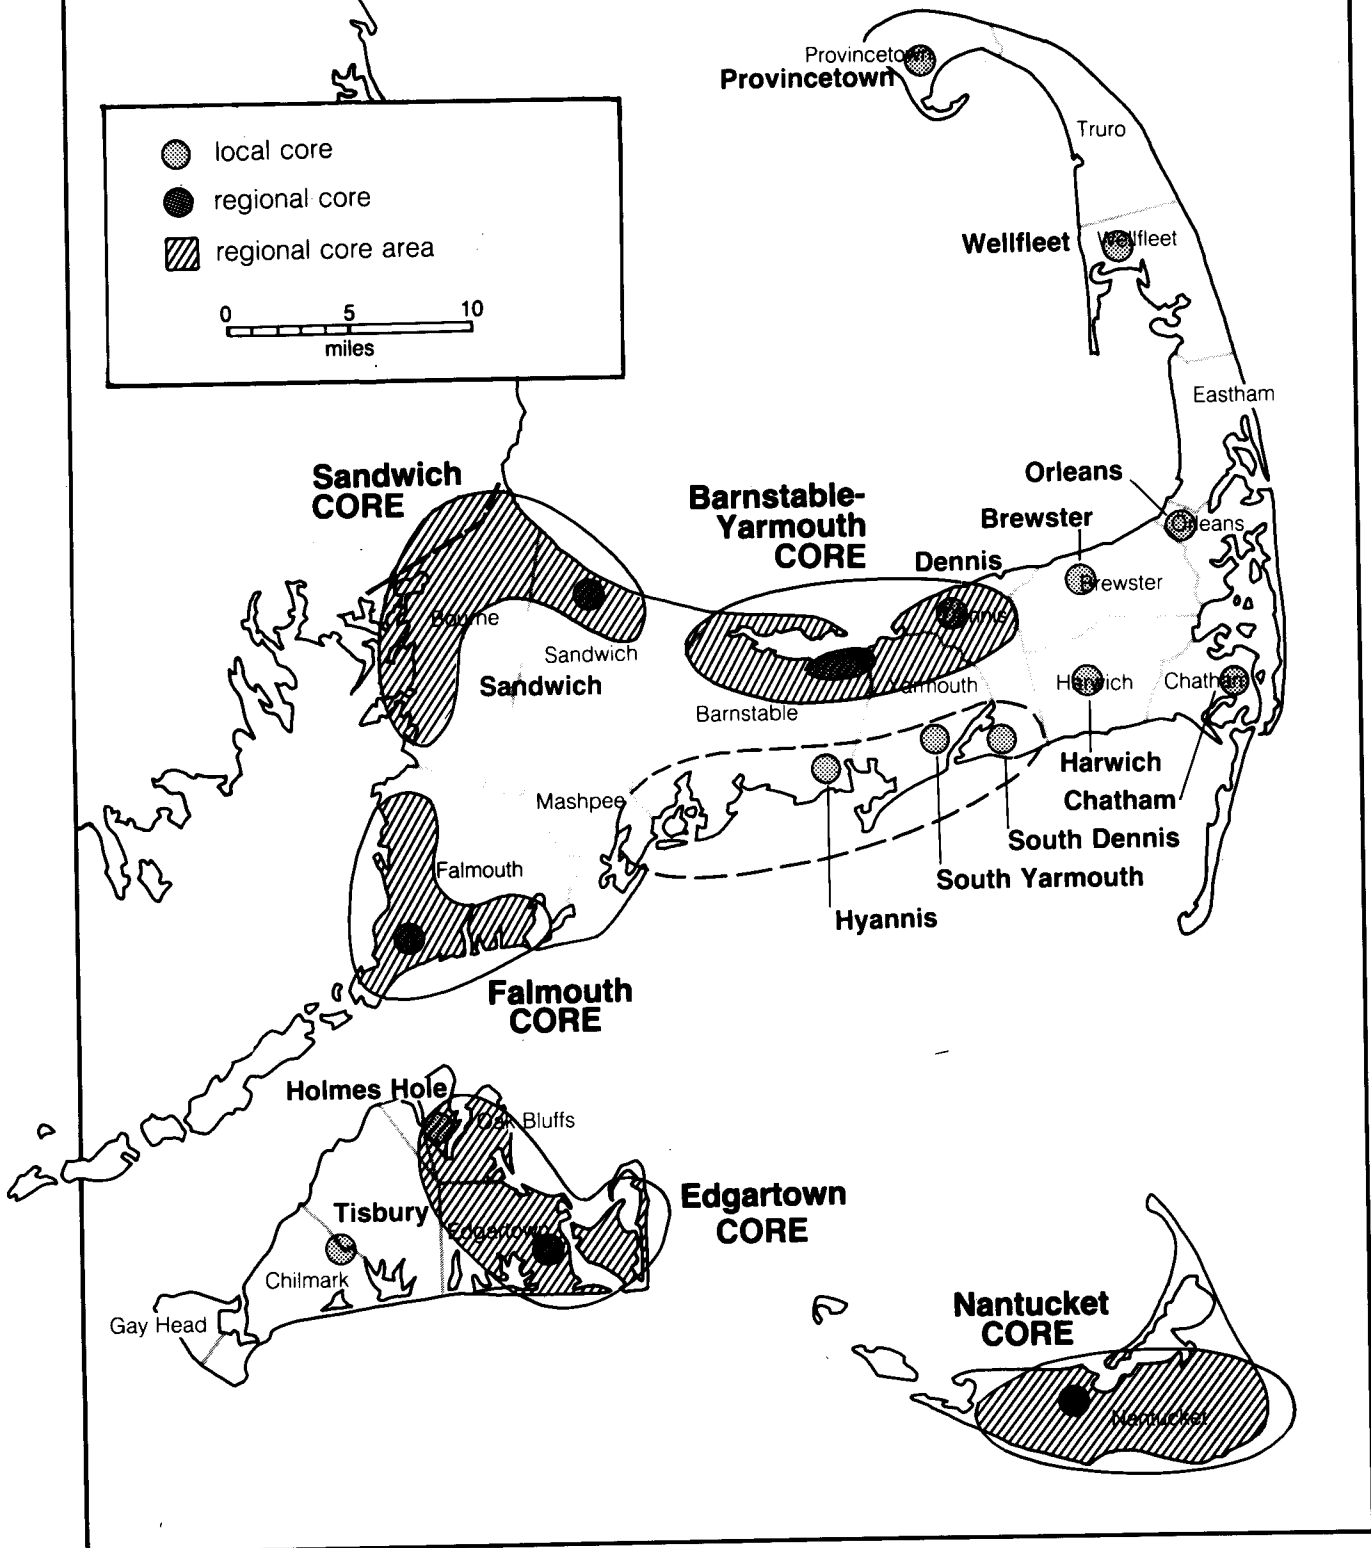 Provincetown
Provincetown
Truro
local core
regional core
regional core area
0 5 10
miles
Wellfleet
Wellfleet
Eastham
Sandwich
CORE
Orleans
Orleans
Barnstable-
Yarmouth
CORE
Brewster
Brewster
Dennis
Dennis
Bourne
Sandwich
Sandwich
Barnstable
Yarmouth
Harwich
Chatham
Harwich
Chatham
Mashpee
South Dennis
South Yarmouth
Hyannis
Falmouth
Falmouth
CORE
Holmes Hole
Oak Bluffs
Tisbury
Edgartown
Edgartown
CORE
Chilmark
Gay Head
Nantucket
CORE
Nantucket